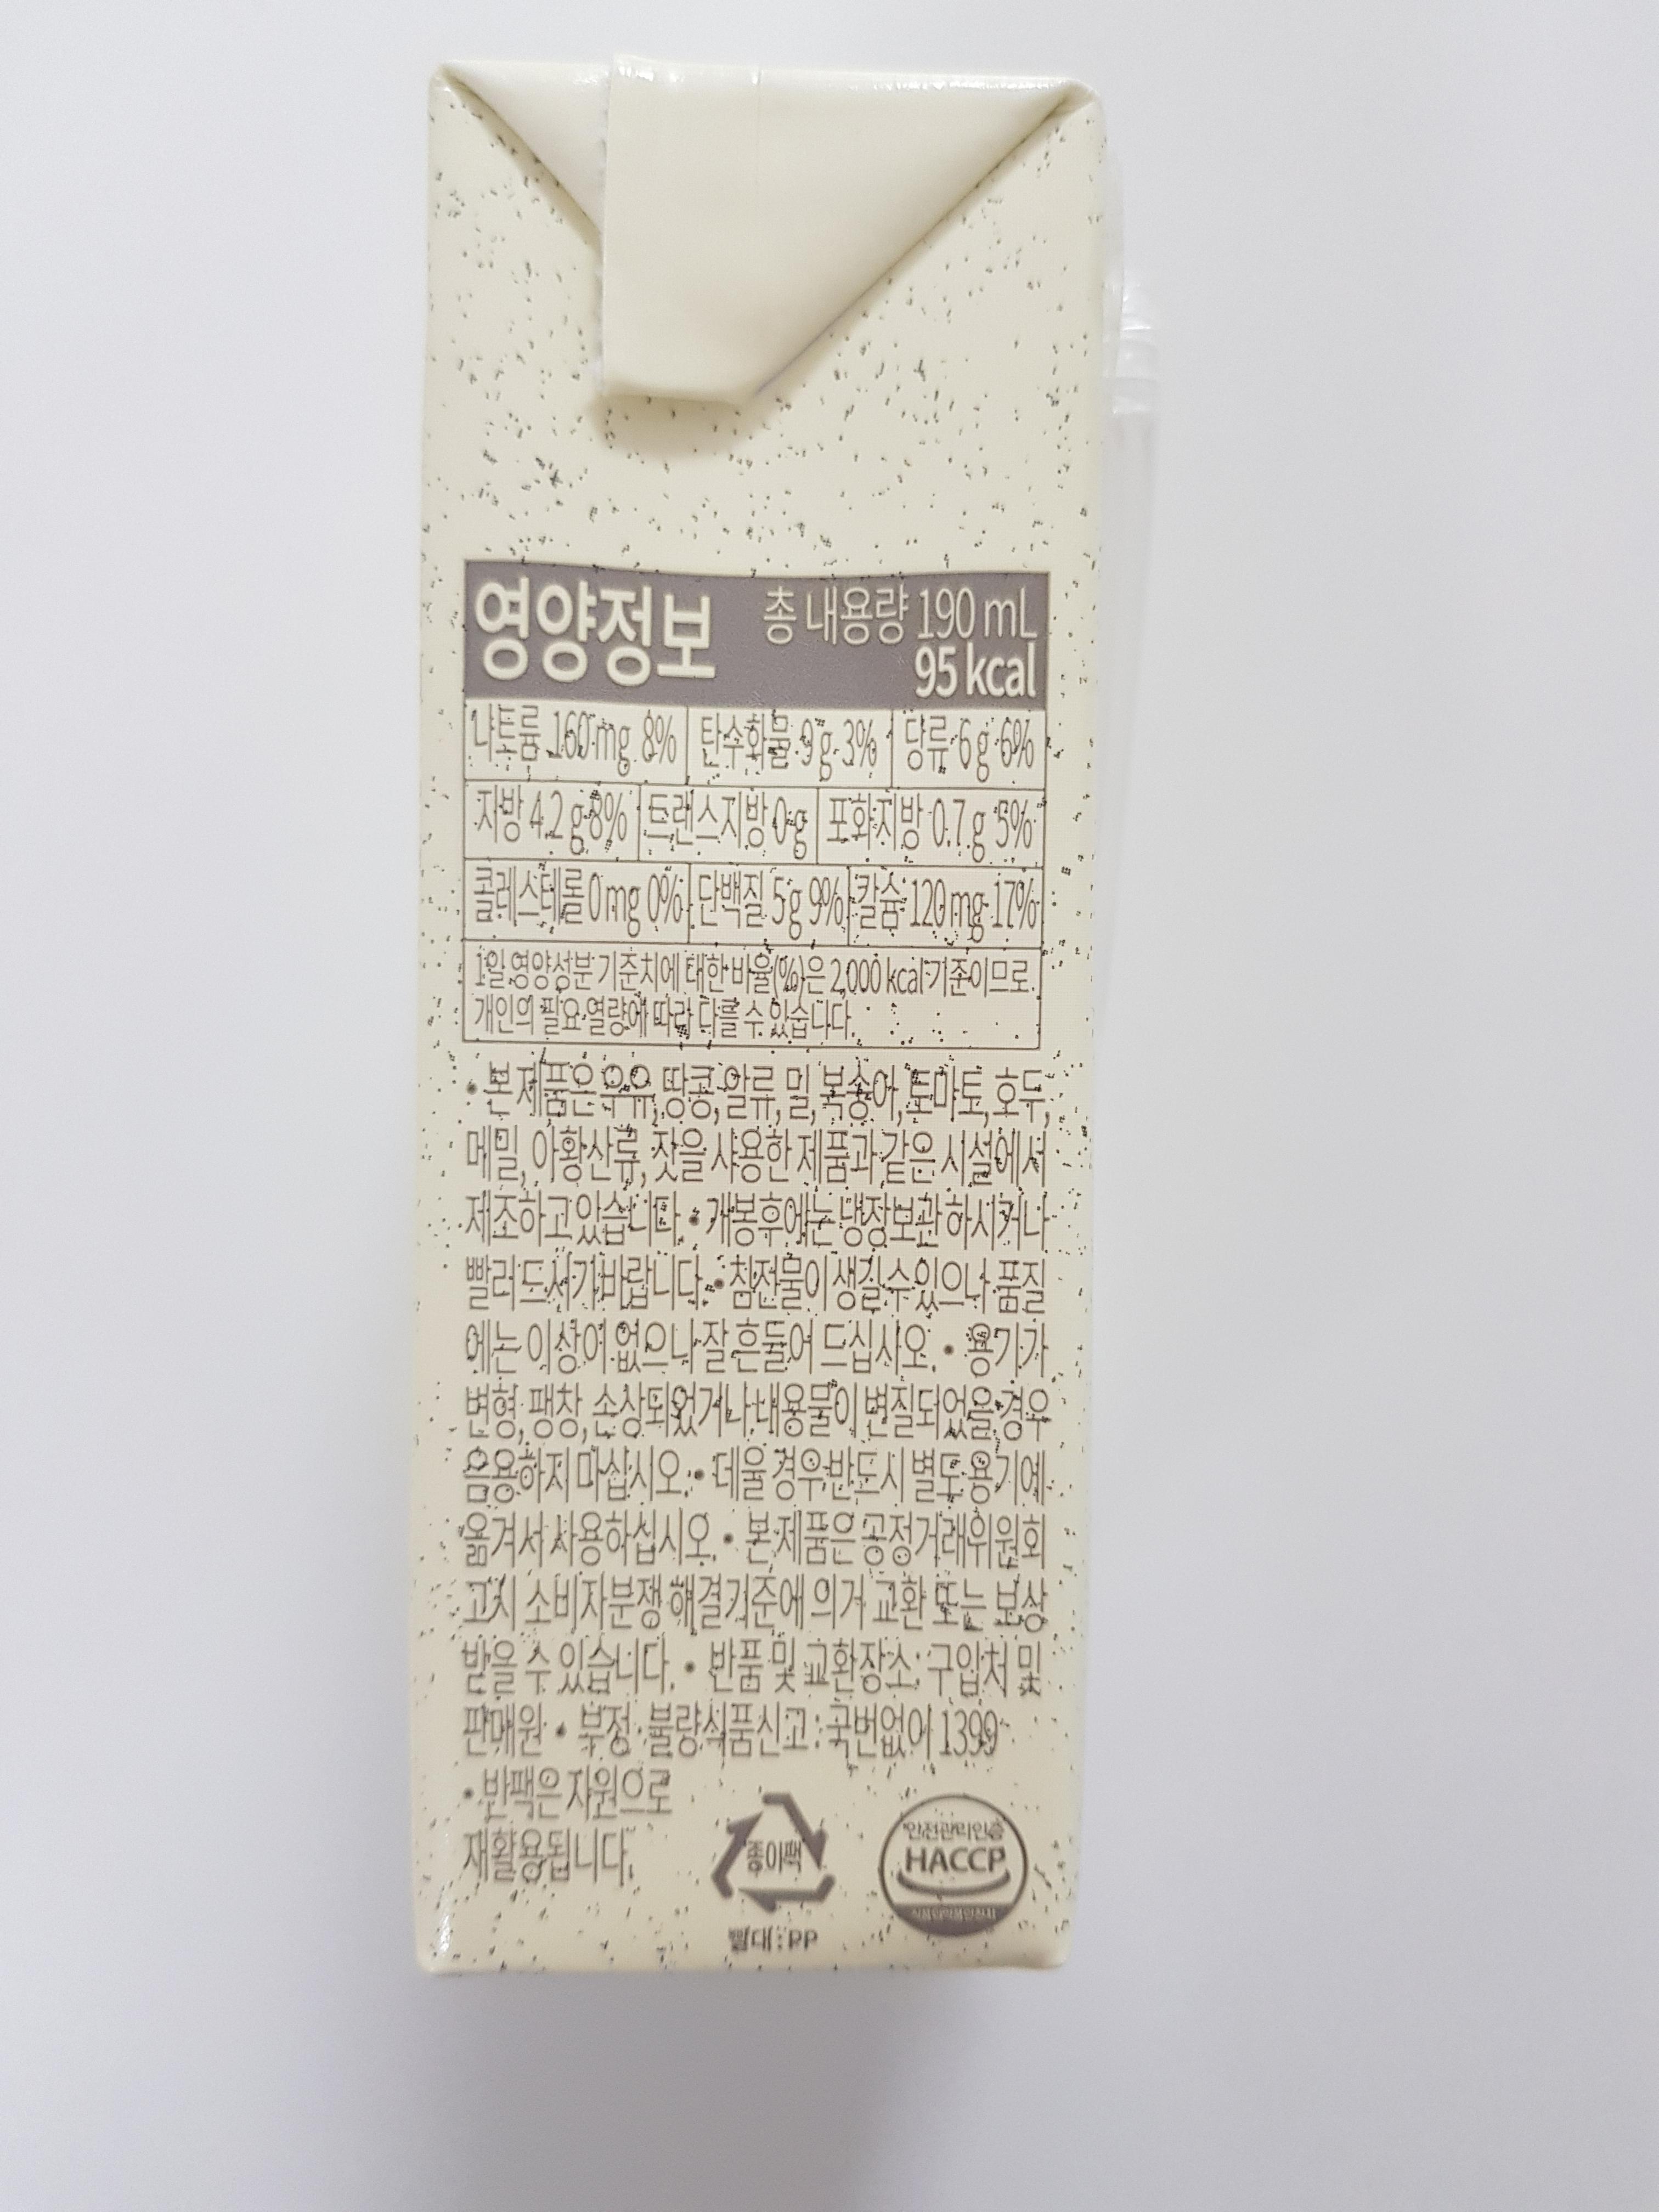 영양정보 총 내용량 190 mL
95 kcal
나트륨 160 mg 8% 탄수화물 9 g 3% 당류 6 g 6%
지방 4.2 g 8% 트랜스지방 0 g 포화지방 0.7 g 5%
콜레스테롤 0 mg 0% 단백질 5 g 9% 칼슘 120 mg 17%
1일 영양성분 기준치에 대한 비율(%)은 2,000 kcal 기준이므로
개인의 필요 열량에 따라 다를 수 있습니다.
• 본 제품은 우유, 땅콩, 알류, 밀, 복숭아, 토마토, 호두,
메밀, 아황산류, 잣을 사용한 제품과 같은 시설에서
제조하고 있습니다. • 개봉후에는 냉장보관 하시거나
빨리 드시기 바랍니다. • 침전물이 생길 수 있으나 품질
에는 이상이 없으나 잘 흔들어 드십시오. • 용기가
변형, 팽창, 손상되었거나 내용물이 변질되었을 경우
음용하지 마십시오. • 데울 경우 반드시 별도 용기에
옮겨서 사용하십시오. • 본 제품은 공정거래위원회
고시 소비자분쟁 해결기준에 의거 교환 또는 보상
받을 수 있습니다. • 반품 및 교환장소: 구입처 및
판매원 • 부정·불량식품신고 : 국번없이 1399
• 빈팩은 자원으로
재활용됩니다.
종이팩
빨대 : PP
안전관리인증
HACCP
식품의약품안전처